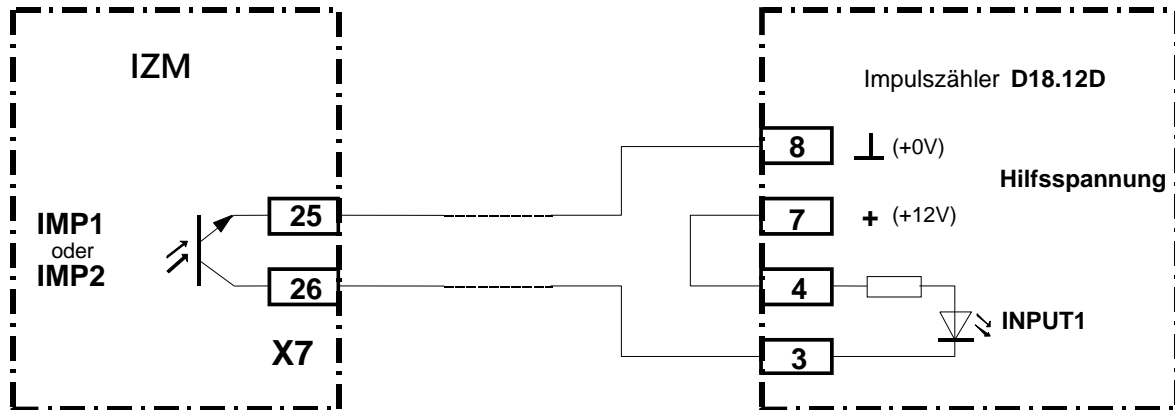 IZM
IMP1
oder
IMP2
25
26
X7
Impulszähler D18.12D
8 ⊥ (+0V)
Hilfsspannung
7 + (+12V)
4
INPUT1
3